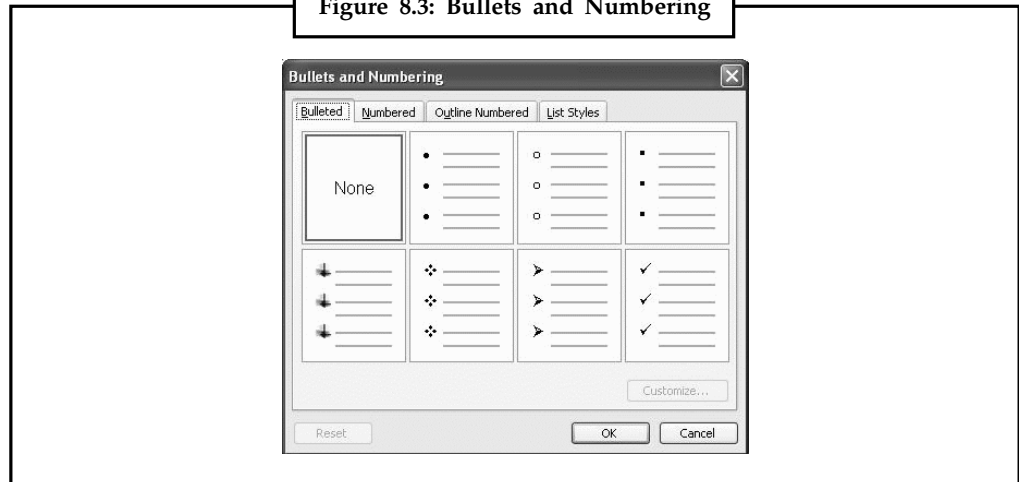 Figure 8.3: Bullets and Numbering
Bullets and Numbering
Bulleted Numbered Outline Numbered List Styles
None
Customize...
Reset OK Cancel